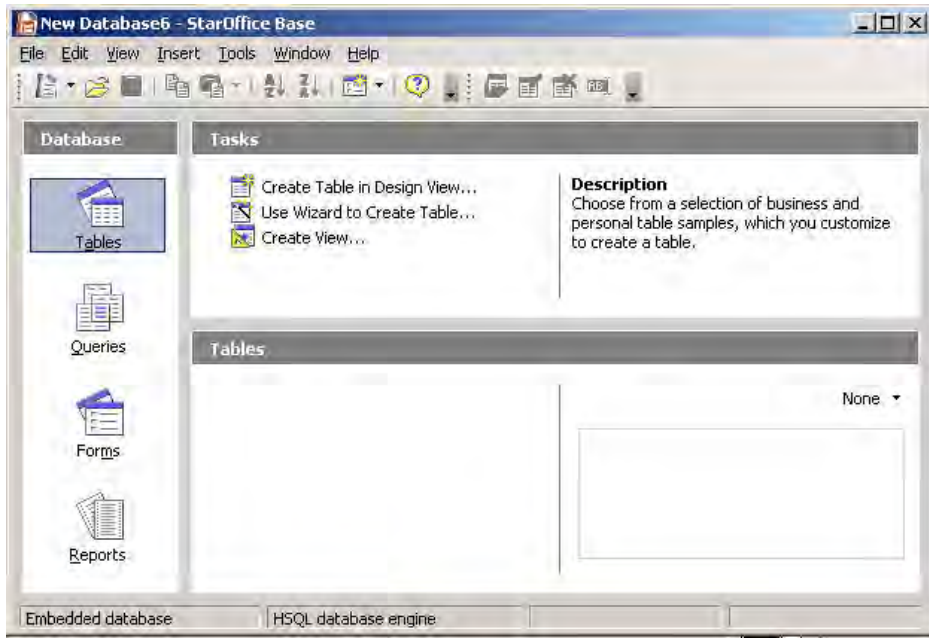 New Database6 - StarOffice Base
File Edit View Insert Tools Window Help
Database
Tasks
Tables
Queries
Forms
Reports
Create Table in Design View...
Use Wizard to Create Table...
Create View...
Description
Choose from a selection of business and
personal table samples, which you customize
to create a table.
Tables
None
Embedded database
HSQL database engine